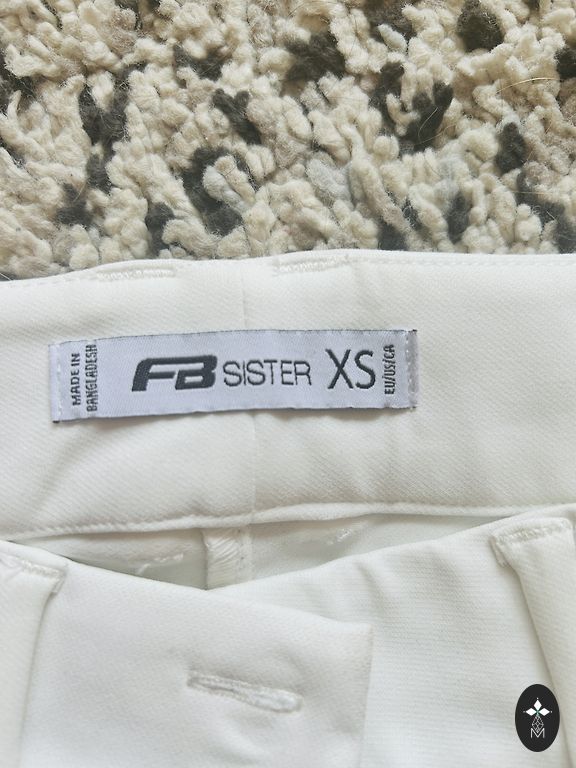 MADE IN
BANGLADESH
FB SISTER XS
EU/US/CA
M